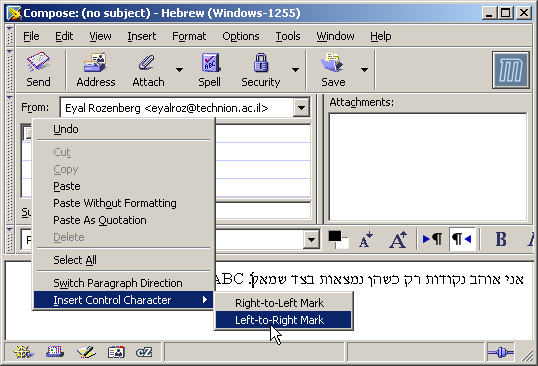 Compose: (no subject) - Hebrew (Windows-1255)
File Edit View Insert Format Options Tools Window Help
Send Address Attach Spell Security Save
From: Eyal Rozenberg <eyalroz@technion.ac.il>
Attachments:
Undo
Cut
Copy
Paste
Paste Without Formatting
Paste As Quotation
Delete
Select All
Switch Paragraph Direction
Insert Control Character
Right-to-Left Mark
Left-to-Right Mark
A A ¶ ¶ B A
אני אוהב נקודות רק כשהן נמצאות בצד שמאל. ABC